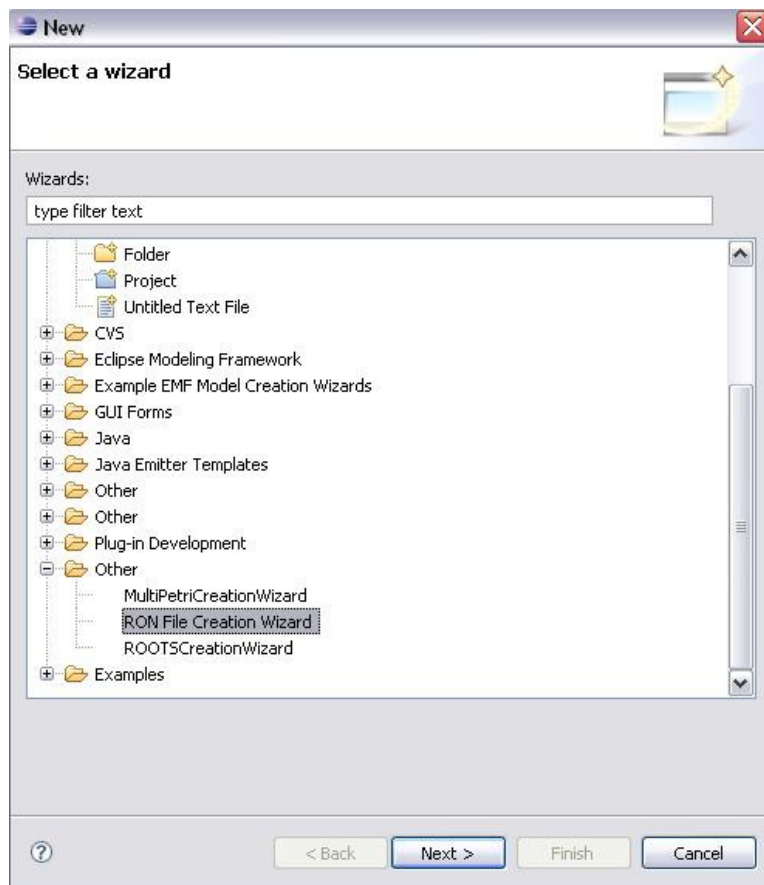 New
Select a wizard
Wizards:
type filter text
Folder
Project
Untitled Text File
CVS
Eclipse Modeling Framework
Example EMF Model Creation Wizards
GUI Forms
Java
Java Emitter Templates
Other
Other
Plug-in Development
Other
MultiPetriCreationWizard
RON File Creation Wizard
ROOTSCreationWizard
Examples
? < Back Next > Finish Cancel